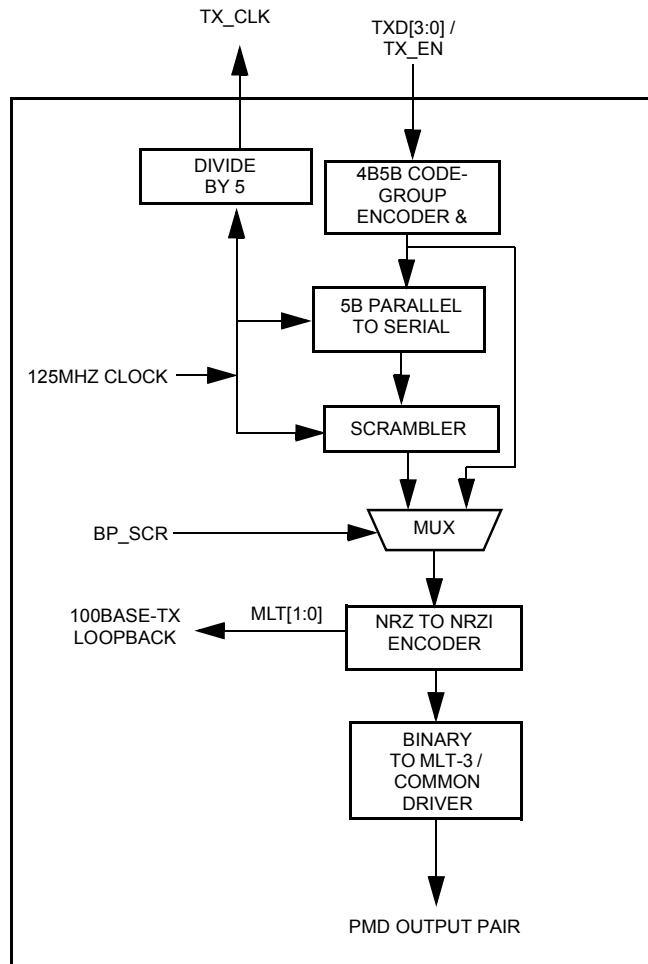 TX_CLK
TXD[3:0] /
TX_EN
DIVIDE
BY 5
4B5B CODE-
GROUP
ENCODER &
5B PARALLEL
TO SERIAL
125MHZ CLOCK
SCRAMBLER
BP_SCR
MUX
100BASE-TX
LOOPBACK
MLT[1:0]
NRZ TO NRZI
ENCODER
BINARY
TO MLT-3 /
COMMON
DRIVER
PMD OUTPUT PAIR